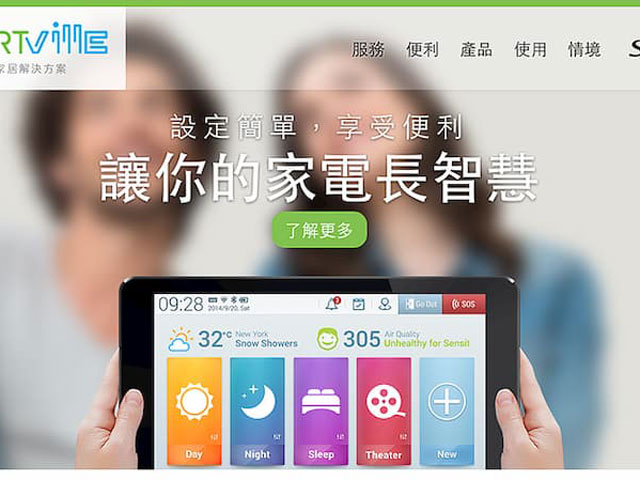 RTVILLE
家居解決方案
服務 便利 產品 使用 情境 S
設定簡單，享受便利
讓你的家電長智慧
了解更多
09:28
2014/9/20, Sat
2
Go Out
SOS
32°C
New York
Snow Showers
305
Air Quality
Unhealthy for Sensit
Day Night Sleep Theater New